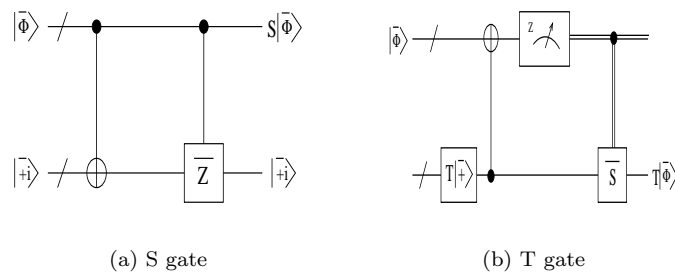 |Φ̄⟩ S|Φ̄⟩
|+̄i⟩ Z̄ |+̄i⟩
(a) S gate
|Φ̄⟩ Z
T|+̄⟩ S̄ T|Φ̄⟩
(b) T gate